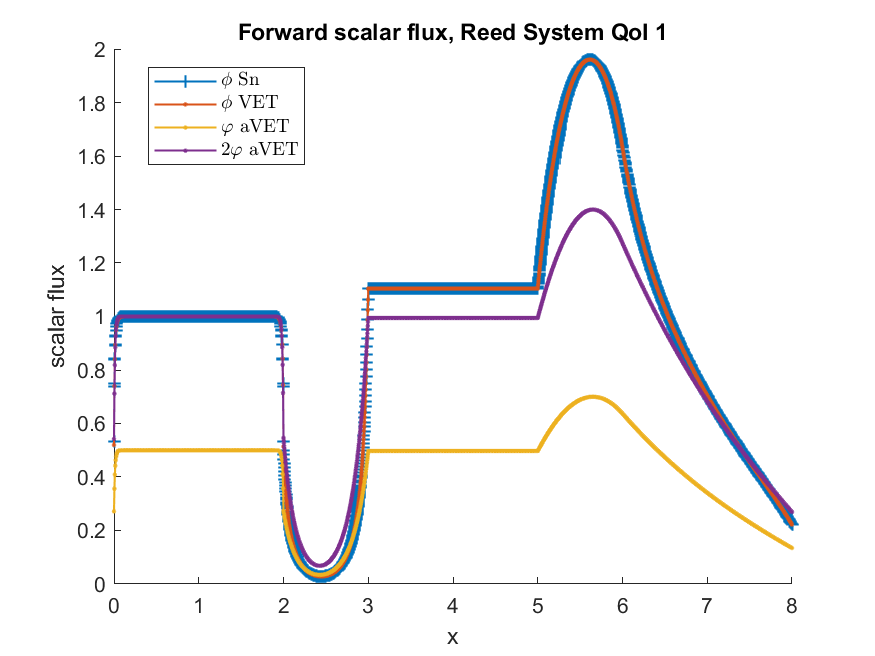 Forward scalar flux, Reed System QoI 1
ϕ Sn
ϕ VET
φ aVET
2φ aVET
scalar flux
2
1.8
1.6
1.4
1.2
1
0.8
0.6
0.4
0.2
0
0 1 2 3 4 5 6 7 8
x